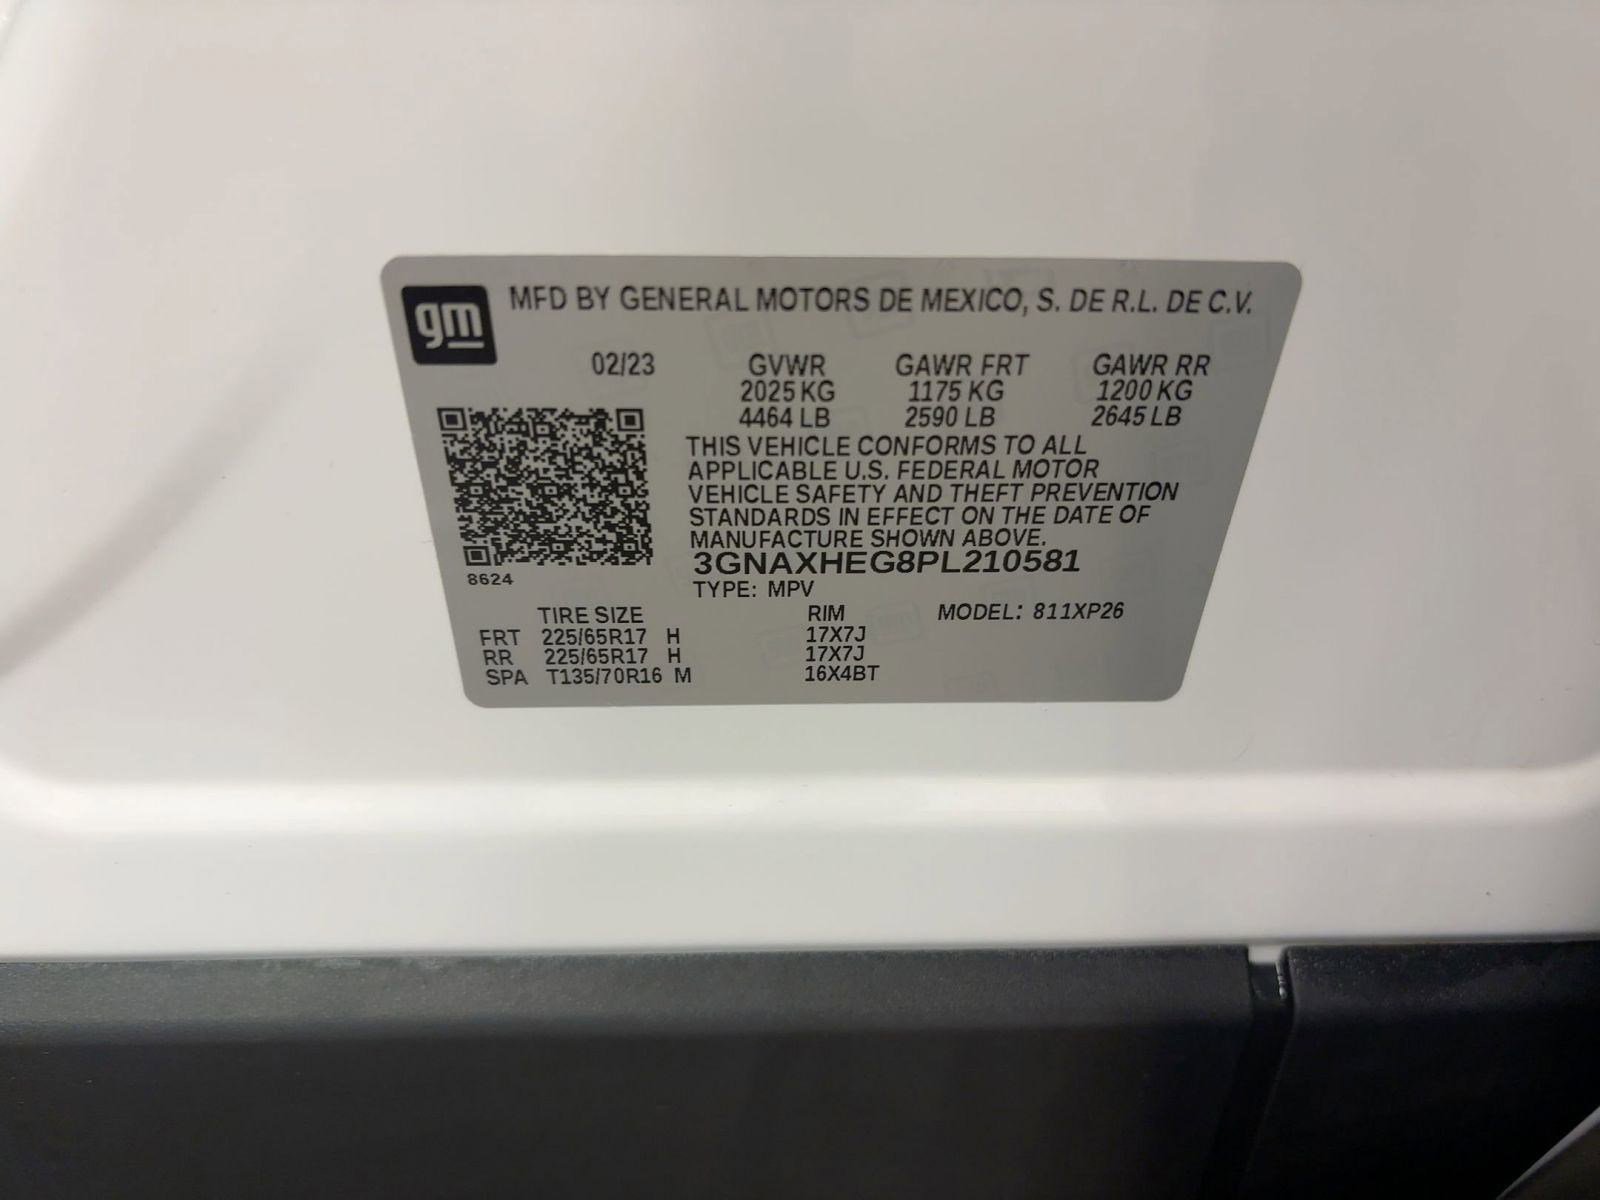 gm
MFD BY GENERAL MOTORS DE MEXICO, S. DE R.L. DE C.V.
02/23 GVWR GAWR FRT GAWR RR
2025 KG 1175 KG 1200 KG
4464 LB 2590 LB 2645 LB
THIS VEHICLE CONFORMS TO ALL
APPLICABLE U.S. FEDERAL MOTOR
VEHICLE SAFETY AND THEFT PREVENTION
STANDARDS IN EFFECT ON THE DATE OF
MANUFACTURE SHOWN ABOVE.
3GNAXHEG8PL210581
8624
TYPE: MPV
TIRE SIZE RIM MODEL: 811XP26
FRT 225/65R17 H 17X7J
RR 225/65R17 H 17X7J
SPA T135/70R16 M 16X4BT